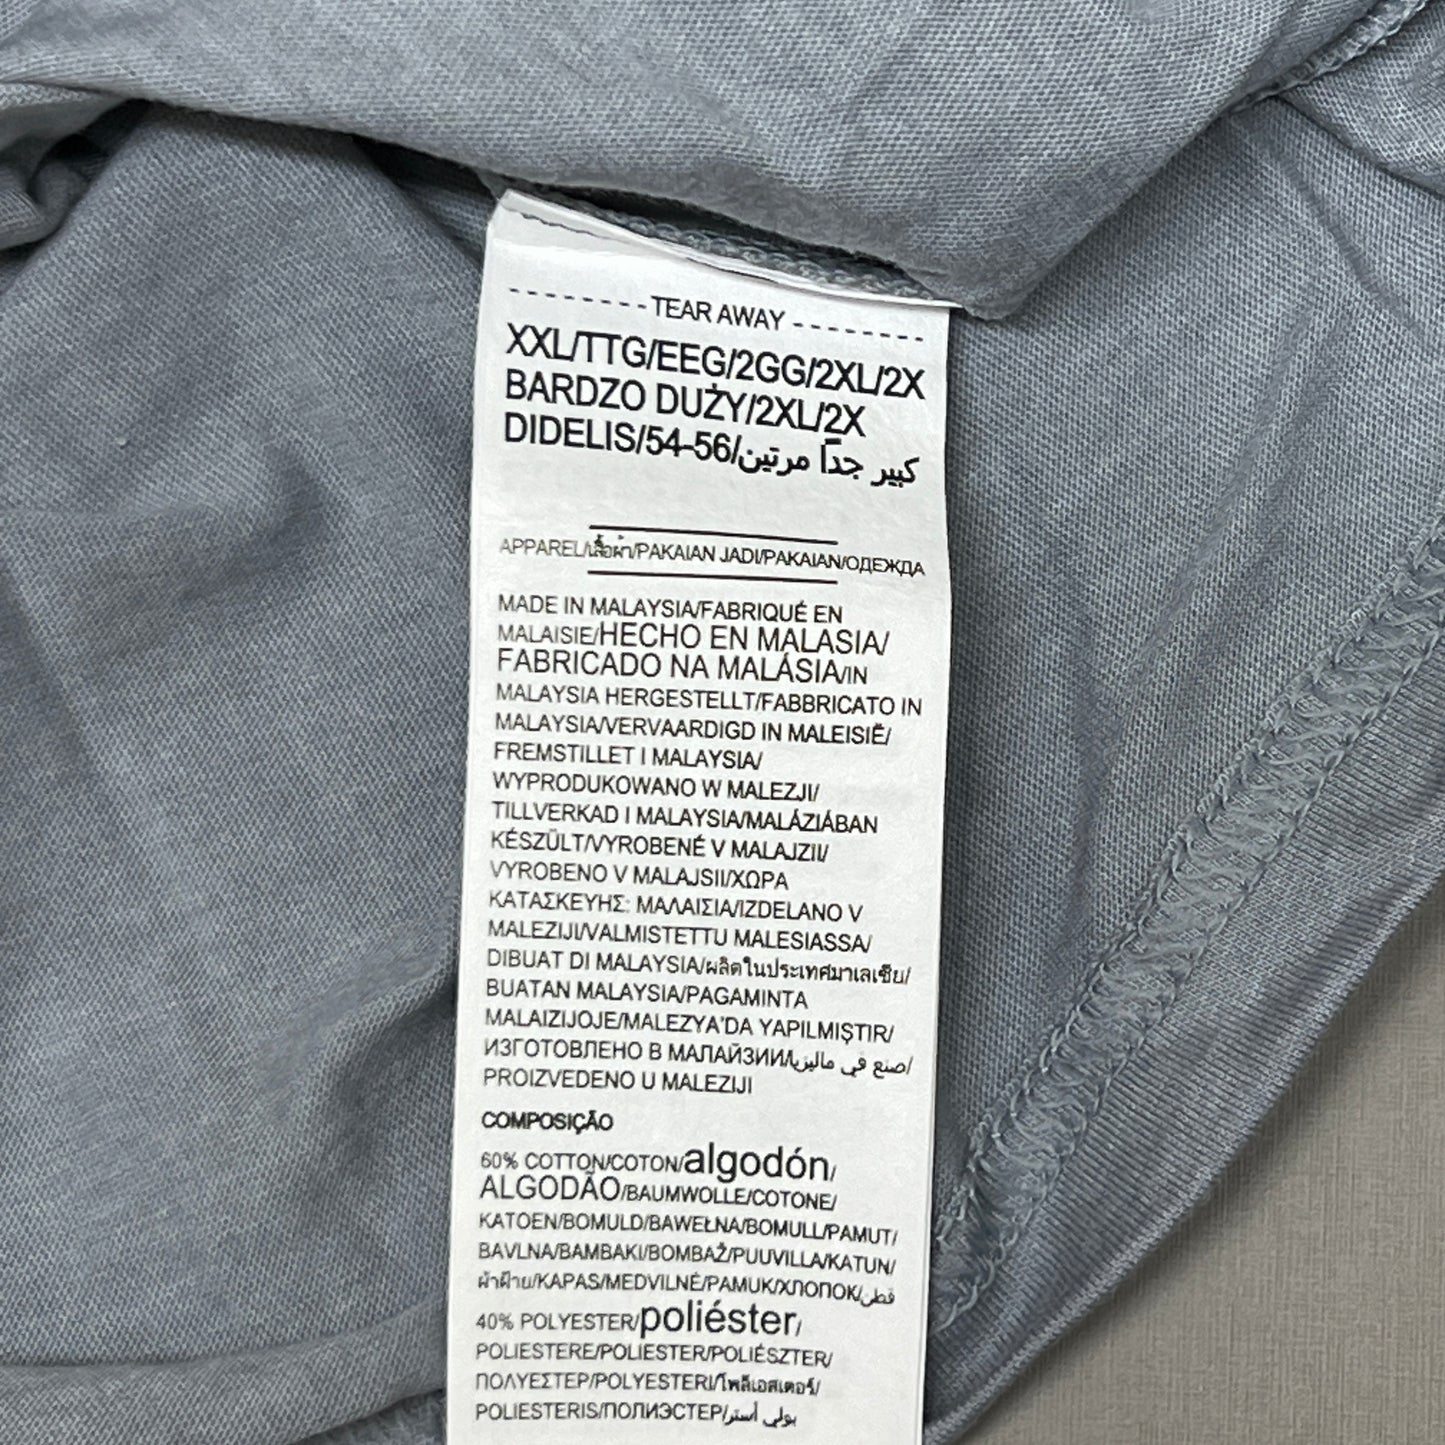 --------- TEAR AWAY ---------
XXL/TTG/EEG/2GG/2XL/2X
BARDZO DUŻY/2XL/2X
DIDELIS/54-56/كبير جداً مرتين
APPAREL/เสื้อผ้า/PAKAIAN JADI/PAKAIAN/ОДЕЖДА
MADE IN MALAYSIA/FABRIQUÉ EN
MALAISIE/HECHO EN MALASIA/
FABRICADO NA MALÁSIA/IN
MALAYSIA HERGESTELLT/FABBRICATO IN
MALAYSIA/VERVAARDIGD IN MALEISIË/
FREMSTILLET I MALAYSIA/
WYPRODUKOWANO W MALEZJI/
TILLVERKAD I MALAYSIA/MALÁZIÁBAN
KÉSZÜLT/VYROBENÉ V MALAJZII/
VYROBENO V MALAJSII/ΧΩΡΑ
ΚΑΤΑΣΚΕΥΗΣ: ΜΑΛΑΙΣΙΑ/IZDELANO V
MALEZIJI/VALMISTETTU MALESIASSA/
DIBUAT DI MALAYSIA/ผลิตในประเทศมาเลเซีย/
BUATAN MALAYSIA/PAGAMINTA
MALAIZIJOJE/MALEZYA'DA YAPILMIŞTIR/
ИЗГОТОВЛЕНО В МАЛАЙЗИИ/صنع في ماليزيا/
PROIZVEDENO U MALEZIJI
COMPOSIÇÃO
60% COTTON/COTON/algodón/
ALGODÃO/BAUMWOLLE/COTONE/
KATOEN/BOMULD/BAWEŁNA/BOMULL/PAMUT/
BAVLNA/ΒΑΜΒΑΚΙ/BOMBAŽ/PUUVILLA/KATUN/
ผ้าฝ้าย/KAPAS/MEDVILNĖ/PAMUK/ХЛОПОК/قطن/
40% POLYESTER/poliéster/
POLIESTERE/POLIESTER/POLIÉSZTER/
ΠΟΛΥΕΣΤΕΡ/POLYESTERI/โพลีเอสเตอร์/
POLIESTERIS/ПОЛИЭСТЕР/بولي أستر